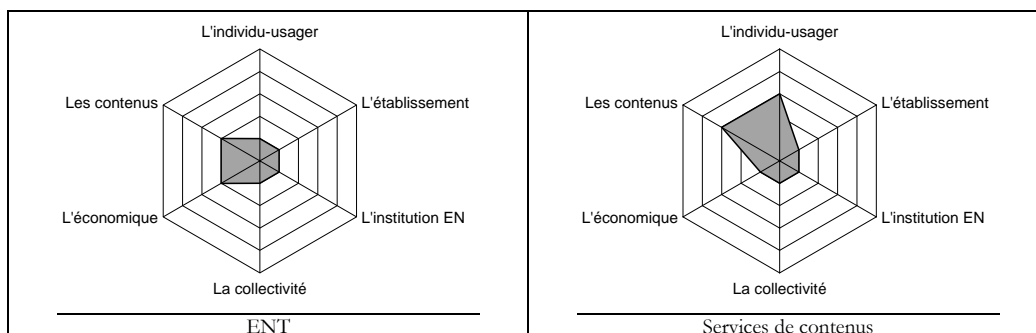 L'individu-usager
Les contenus
L'établissement
L'économique
L'institution EN
La collectivité
ENT
L'individu-usager
Les contenus
L'établissement
L'économique
L'institution EN
La collectivité
Services de contenus